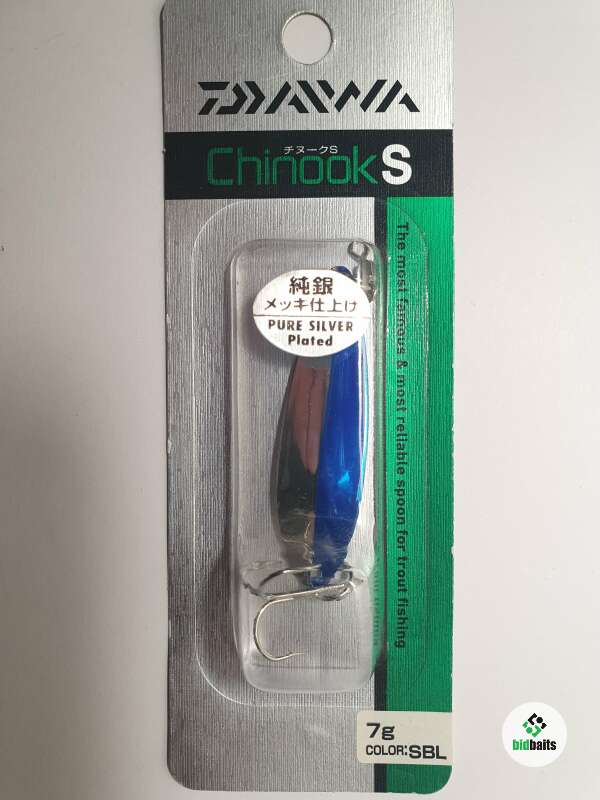 DAIWA
チヌークS
Chinook S
純銀
メッキ仕上げ
PURE SILVER
Plated
The most famous & most reliable spoon for trout fishing
7g
COLOR:SBL
bidbaits